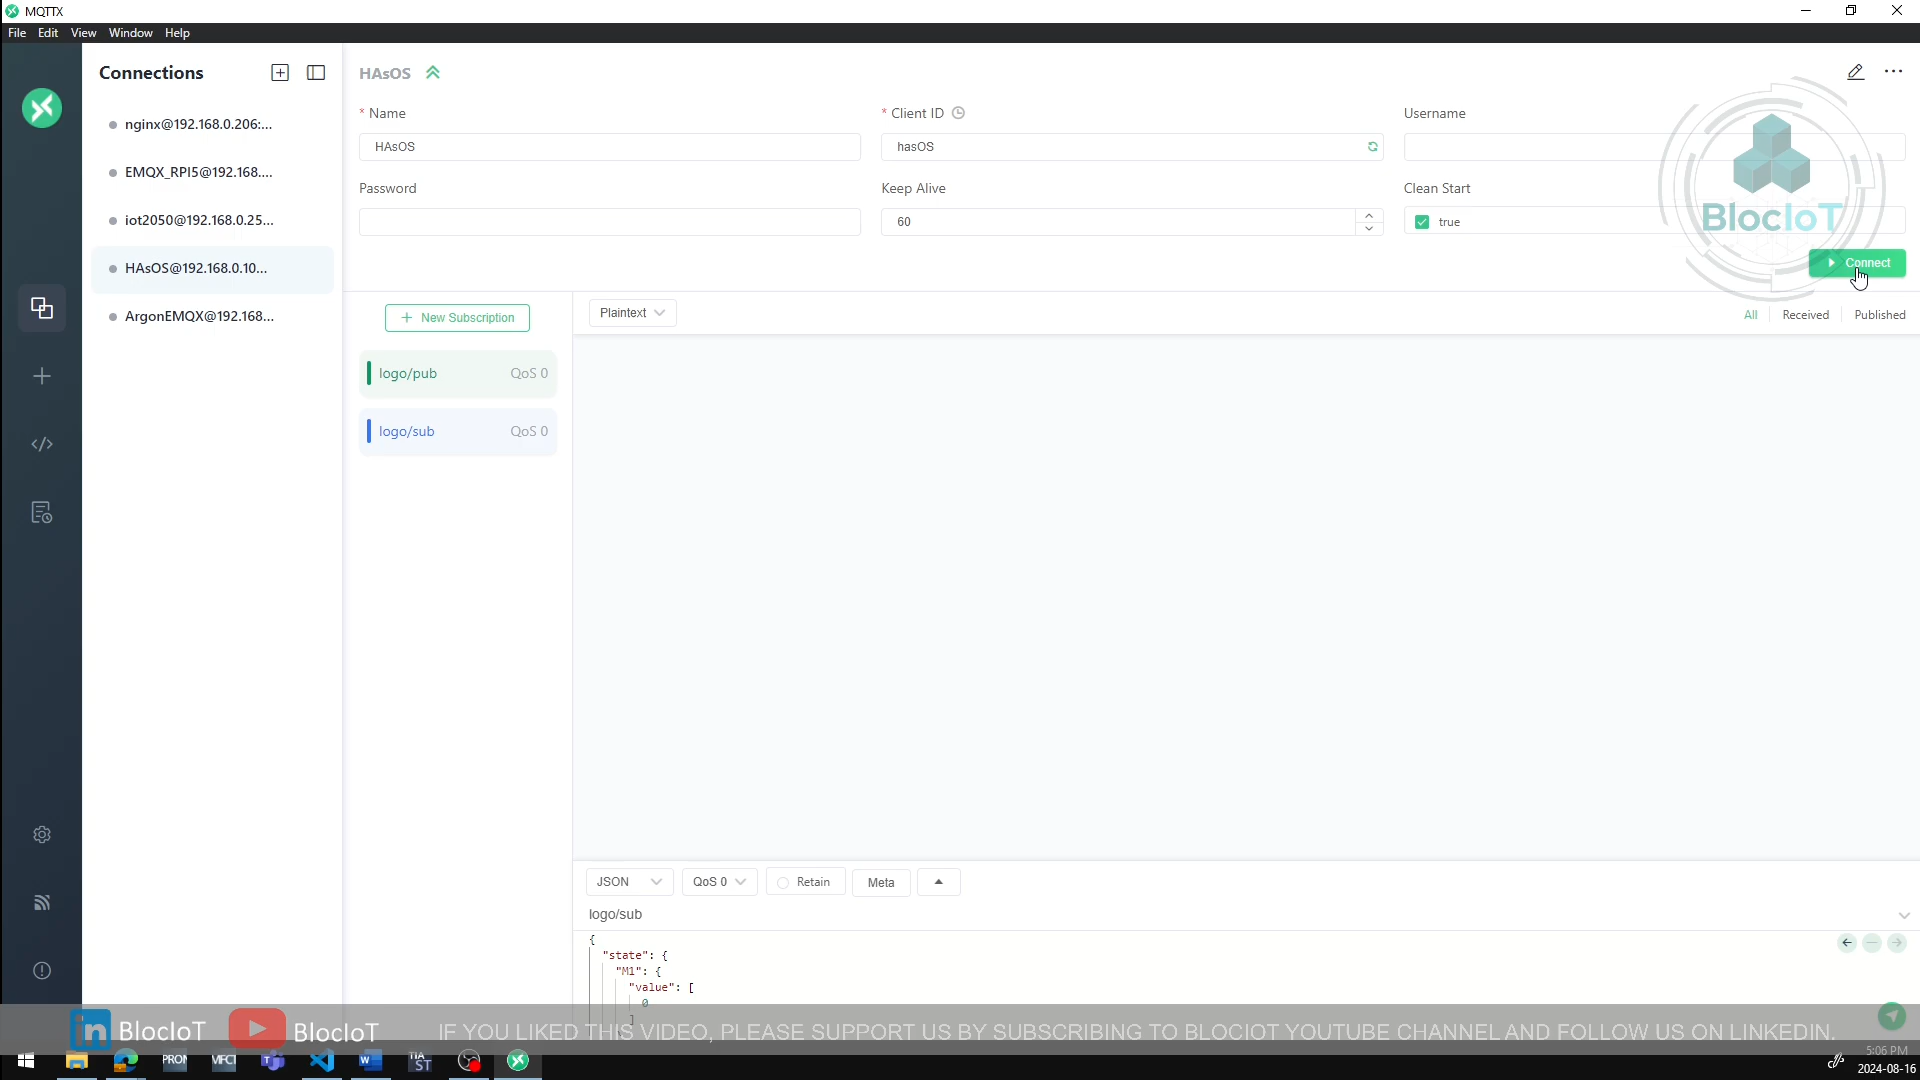 MQTTX
File Edit View Window Help
Connections
nginx@192.168.0.206:...
EMQX_RPI5@192.168....
iot2050@192.168.0.25...
HAsOS@192.168.0.10...
ArgonEMQX@192.168...
HAsOS
* Name
HAsOS
* Client ID
hasOS
Username
Password
Keep Alive
60
Clean Start
true
BlocIoT
Connect
+ New Subscription
logo/pub QoS 0
logo/sub QoS 0
Plaintext
All Received Published
JSON QoS 0 Retain Meta
logo/sub
{
"state": {
"M1": {
"value": [
0
]
in BlocIoT BlocIoT IF YOU LIKED THIS VIDEO, PLEASE SUPPORT US BY SUBSCRIBING TO BLOCIOT YOUTUBE CHANNEL AND FOLLOW US ON LINKEDIN.
TIA
ST
5:06 PM
2024-08-16